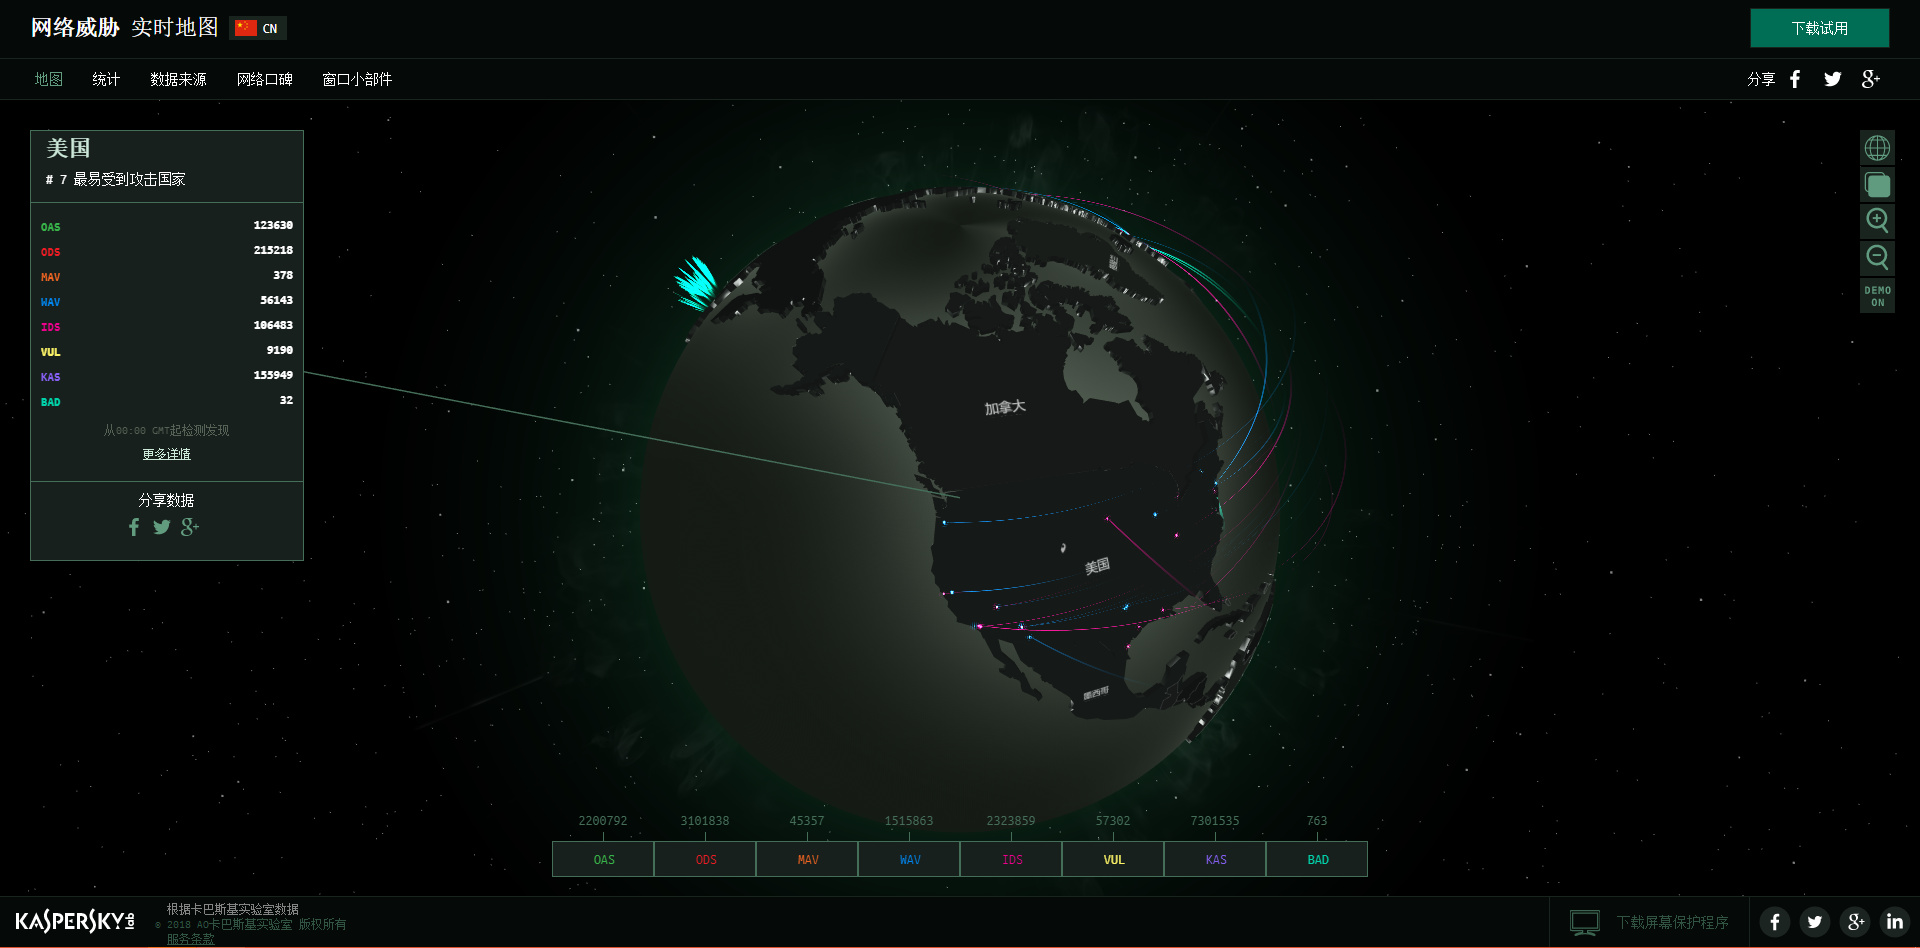 网络威胁 实时地图 CN
下载试用
地图 统计 数据来源 网络口碑 窗口小部件
分享
美国
# 7 最易受到攻击国家
OAS 123630
ODS 215218
MAV 378
WAV 56143
IDS 106483
VUL 9190
KAS 155949
BAD 32
从00:00 GMT起检测发现
更多详情
分享数据
DEMO
ON
加拿大
美国
墨西哥
2200792 3101838 45357 1515863 2323859 57302 7301535 763
OAS ODS MAV WAV IDS VUL KAS BAD
KASPERSKY LAB
根据卡巴斯基实验室数据
© 2018 AO卡巴斯基实验室 版权所有
服务条款
下载屏幕保护程序